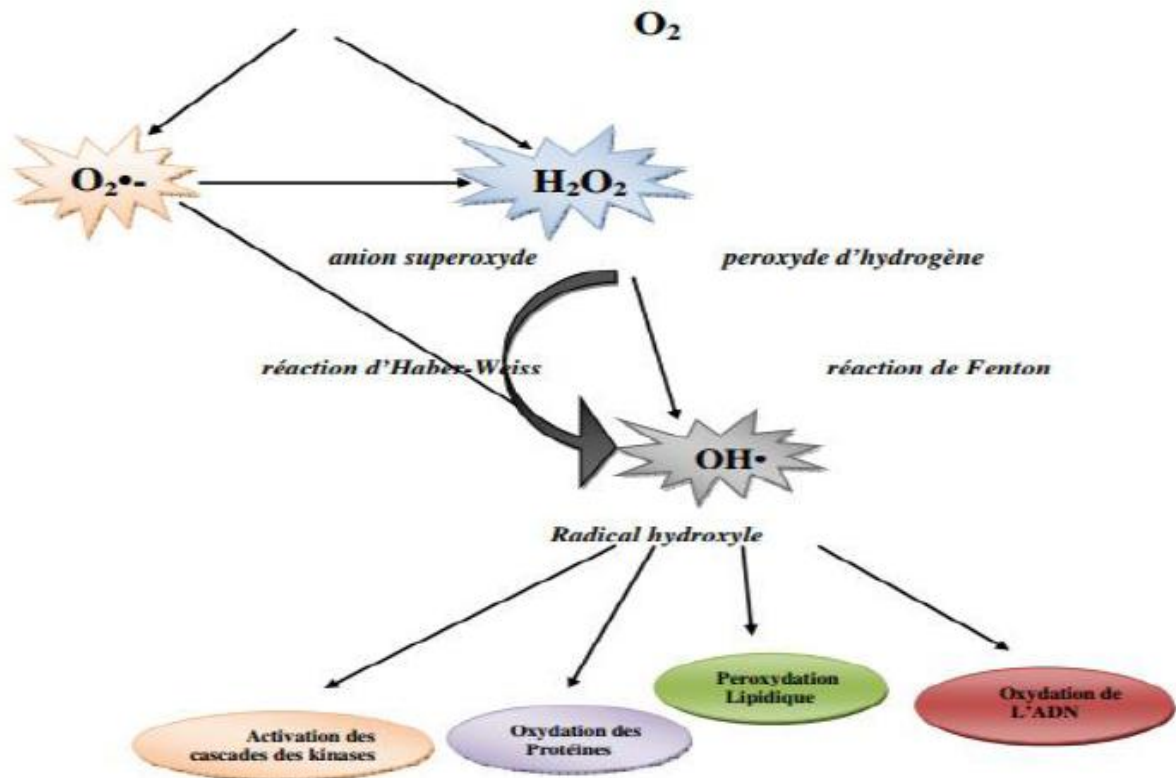 O₂
O₂•-
H₂O₂
anion superoxyde
peroxyde d’hydrogène
réaction d’Haber-Weiss
réaction de Fenton
OH•
Radical hydroxyle
Activation des
cascades des kinases
Oxydation des
Protéines
Peroxydation
Lipidique
Oxydation de
L’ADN